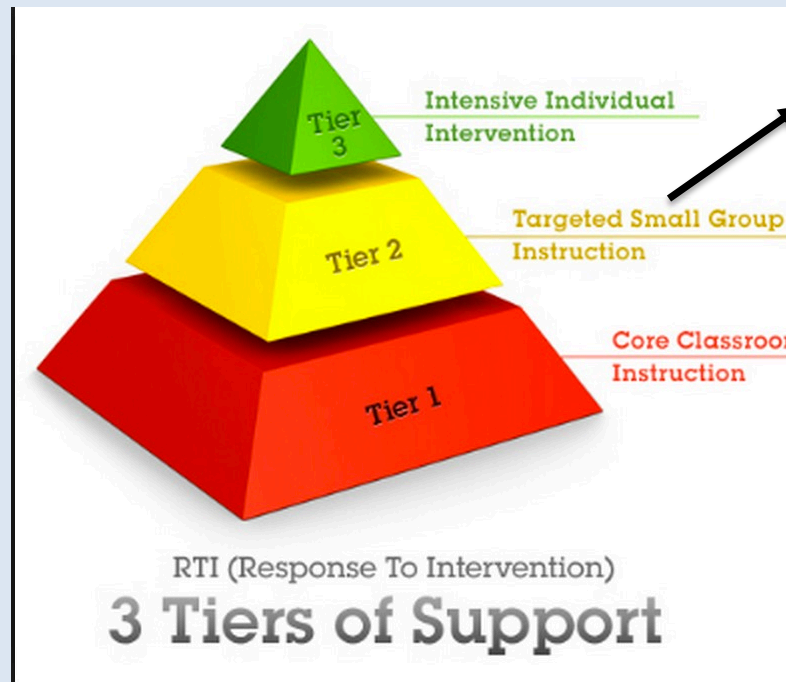 Tier
3
Intensive Individual
Intervention
Tier 2
Targeted Small Group
Instruction
Tier 1
Core Classroo
Instruction
RTI (Response To Intervention)
3 Tiers of Support